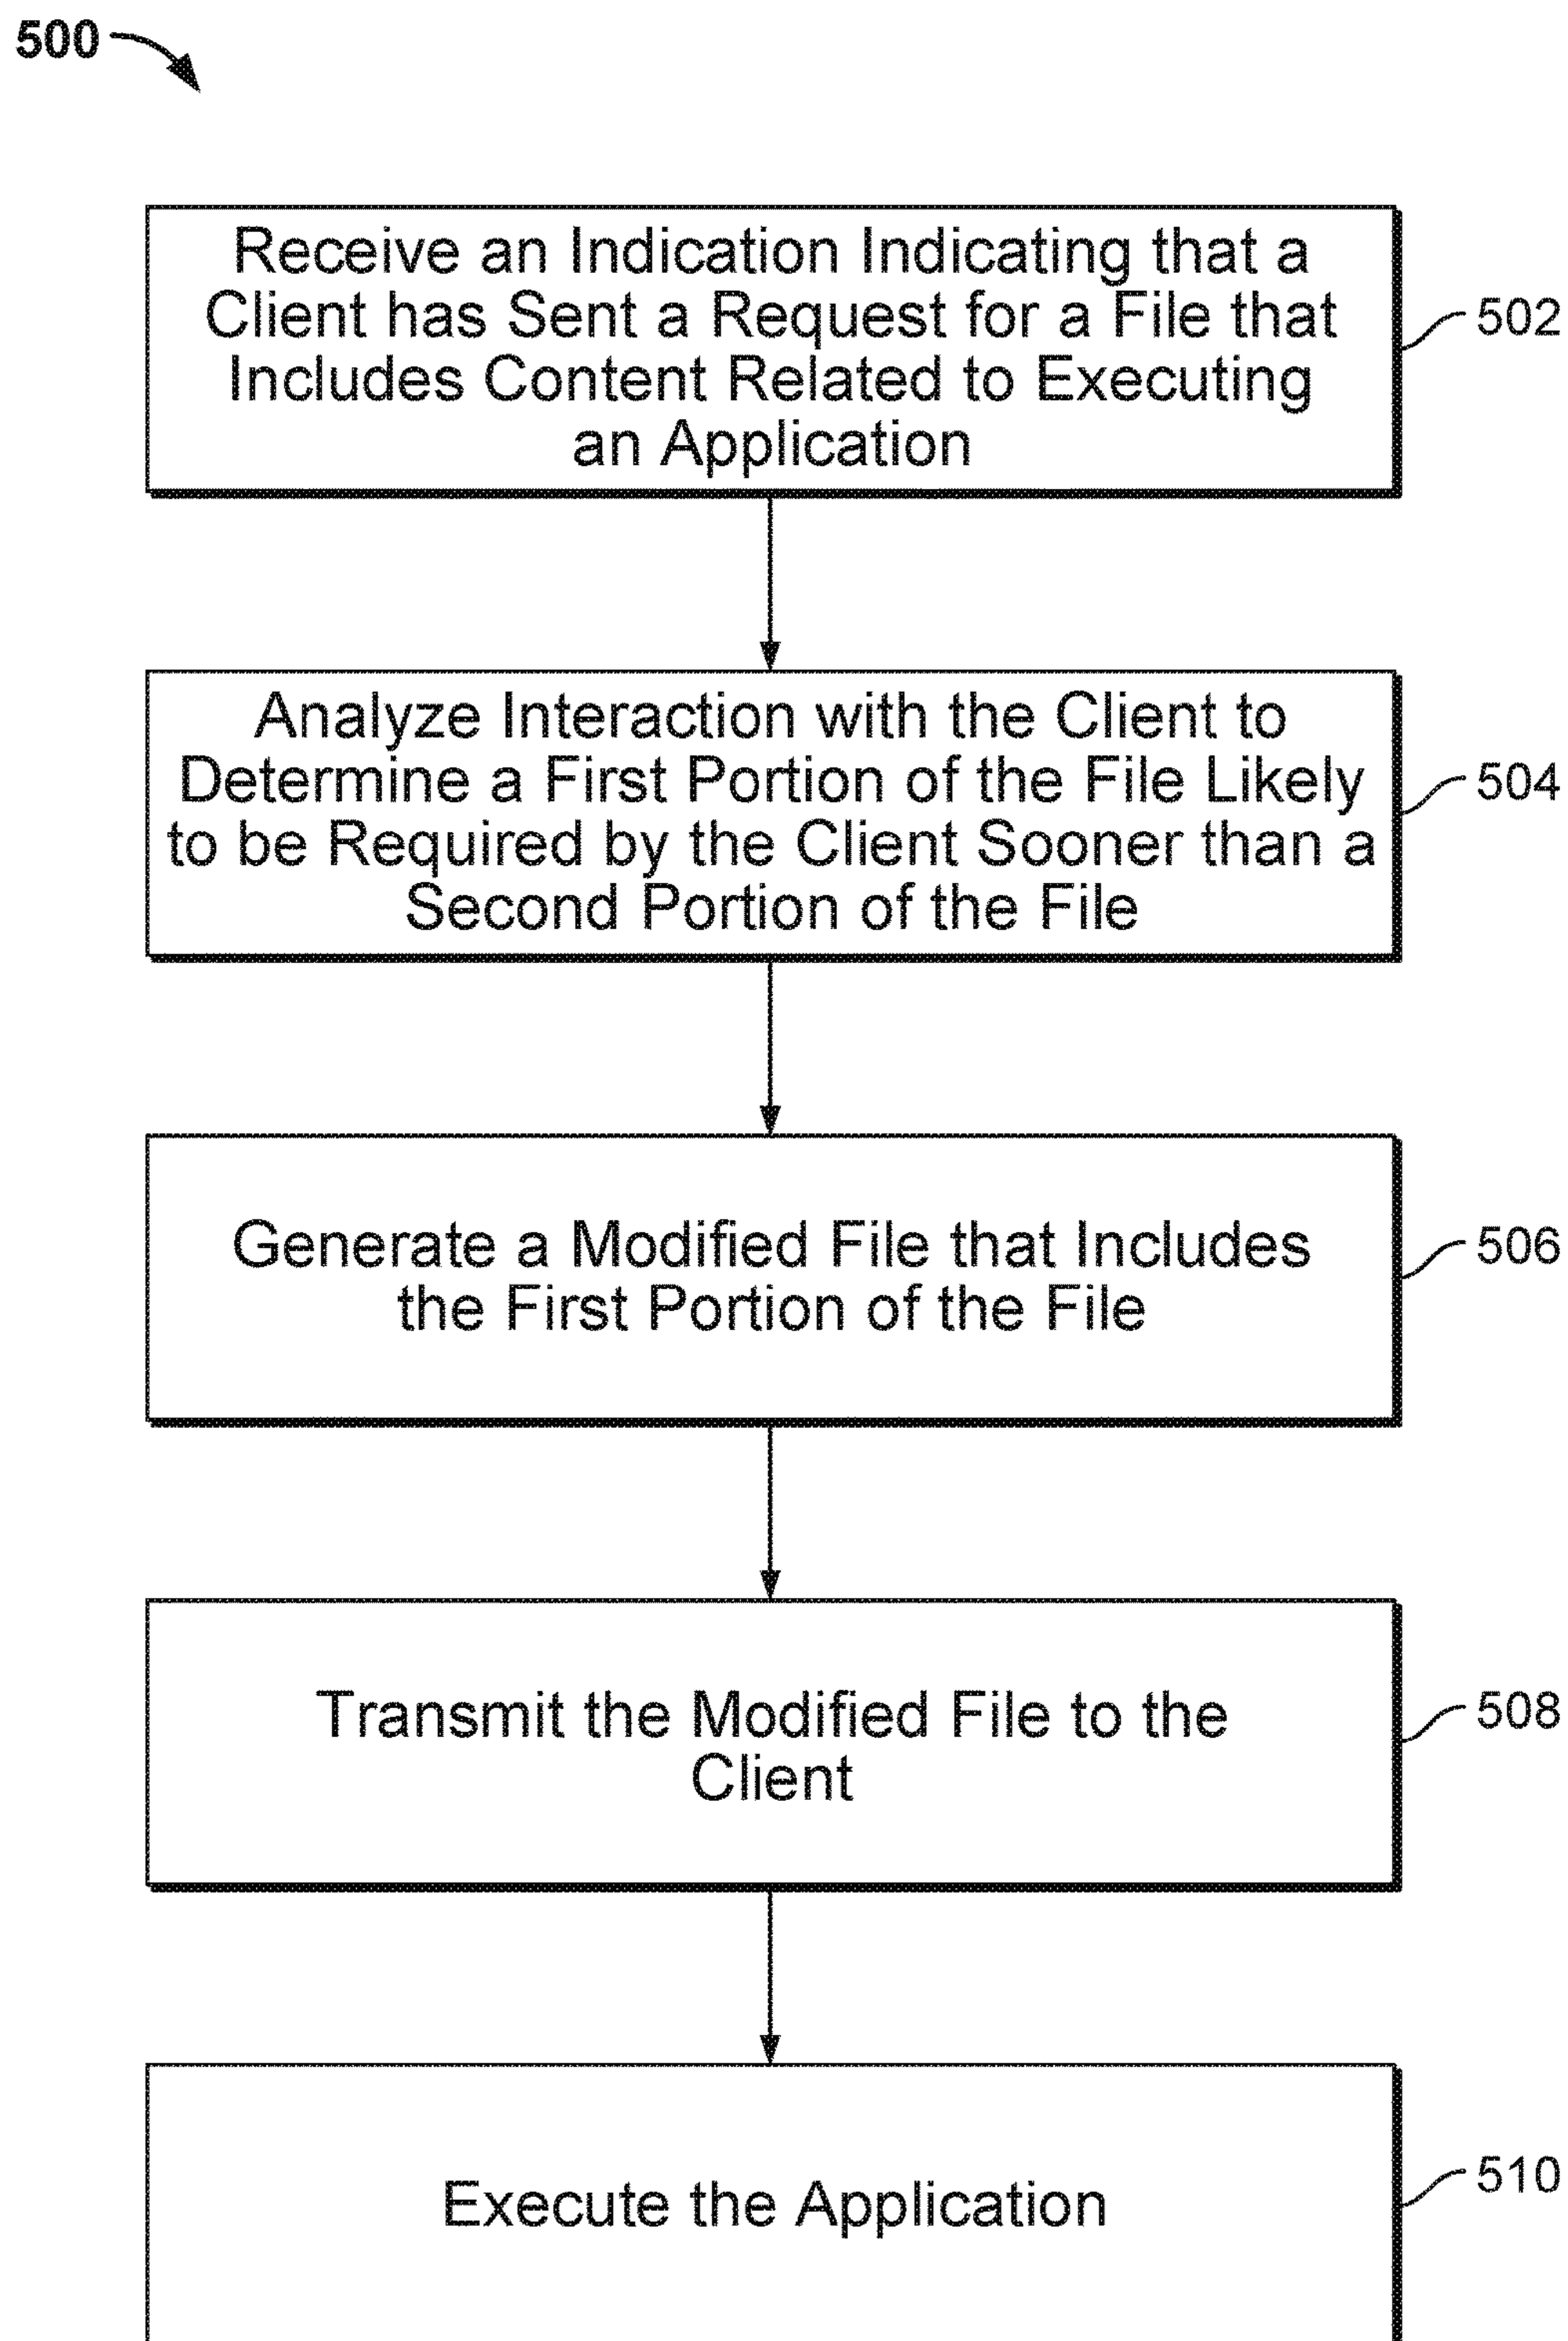 500
Receive an Indication Indicating that a
Client has Sent a Request for a File that
Includes Content Related to Executing
an Application
502
Analyze Interaction with the Client to
Determine a First Portion of the File Likely
to be Required by the Client Sooner than a
Second Portion of the File
504
Generate a Modified File that Includes
the First Portion of the File
506
Transmit the Modified File to the
Client
508
Execute the Application
510